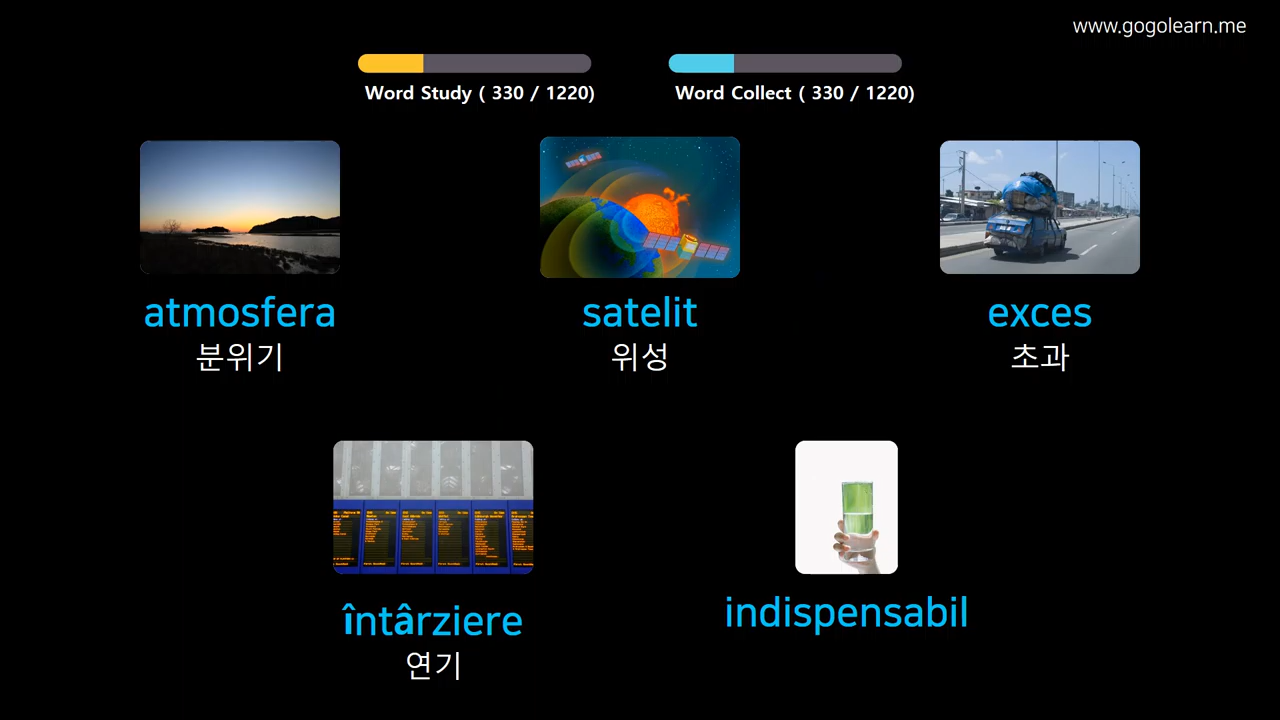 www.gogolearn.me
Word Study ( 330 / 1220)
Word Collect ( 330 / 1220)
atmosfera
분위기
satelit
위성
exces
초과
întârziere
연기
indispensabil